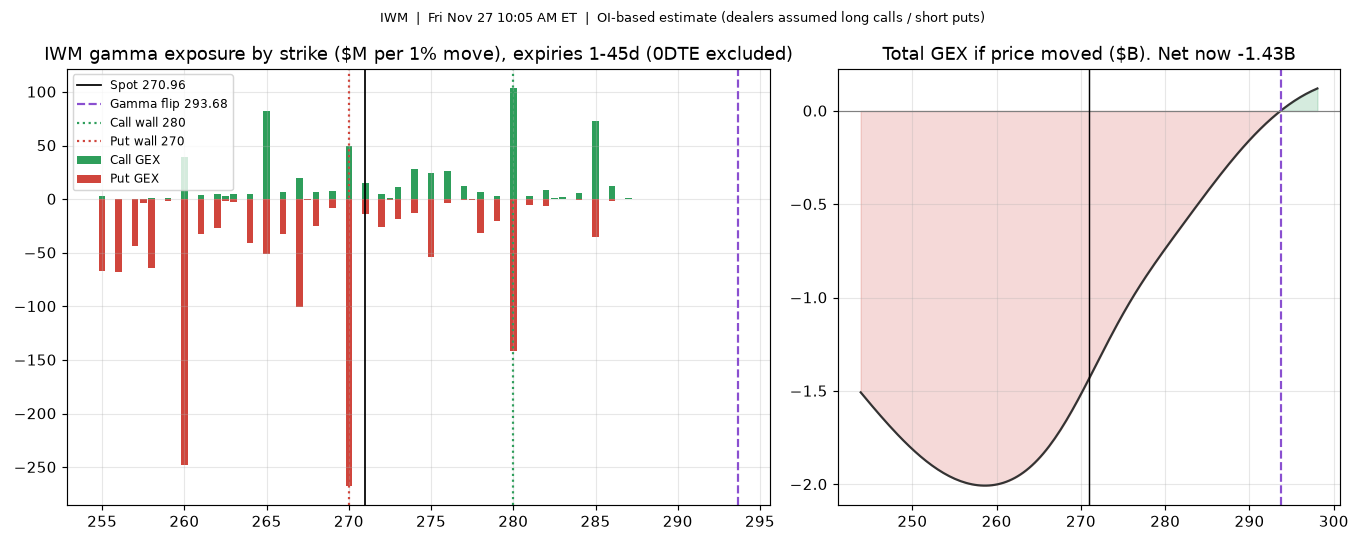 IWM | Fri Nov 27 10:05 AM ET | OI-based estimate (dealers assumed long calls / short puts)
IWM gamma exposure by strike ($M per 1% move), expiries 1-45d (0DTE excluded)
Spot 270.96
Gamma flip 293.68
Call wall 280
Put wall 270
Call GEX
Put GEX
100
50
0
−50
−100
−150
−200
−250
255 260 265 270 275 280 285 290 295
Total GEX if price moved ($B). Net now -1.43B
0.0
−0.5
−1.0
−1.5
−2.0
250 260 270 280 290 300